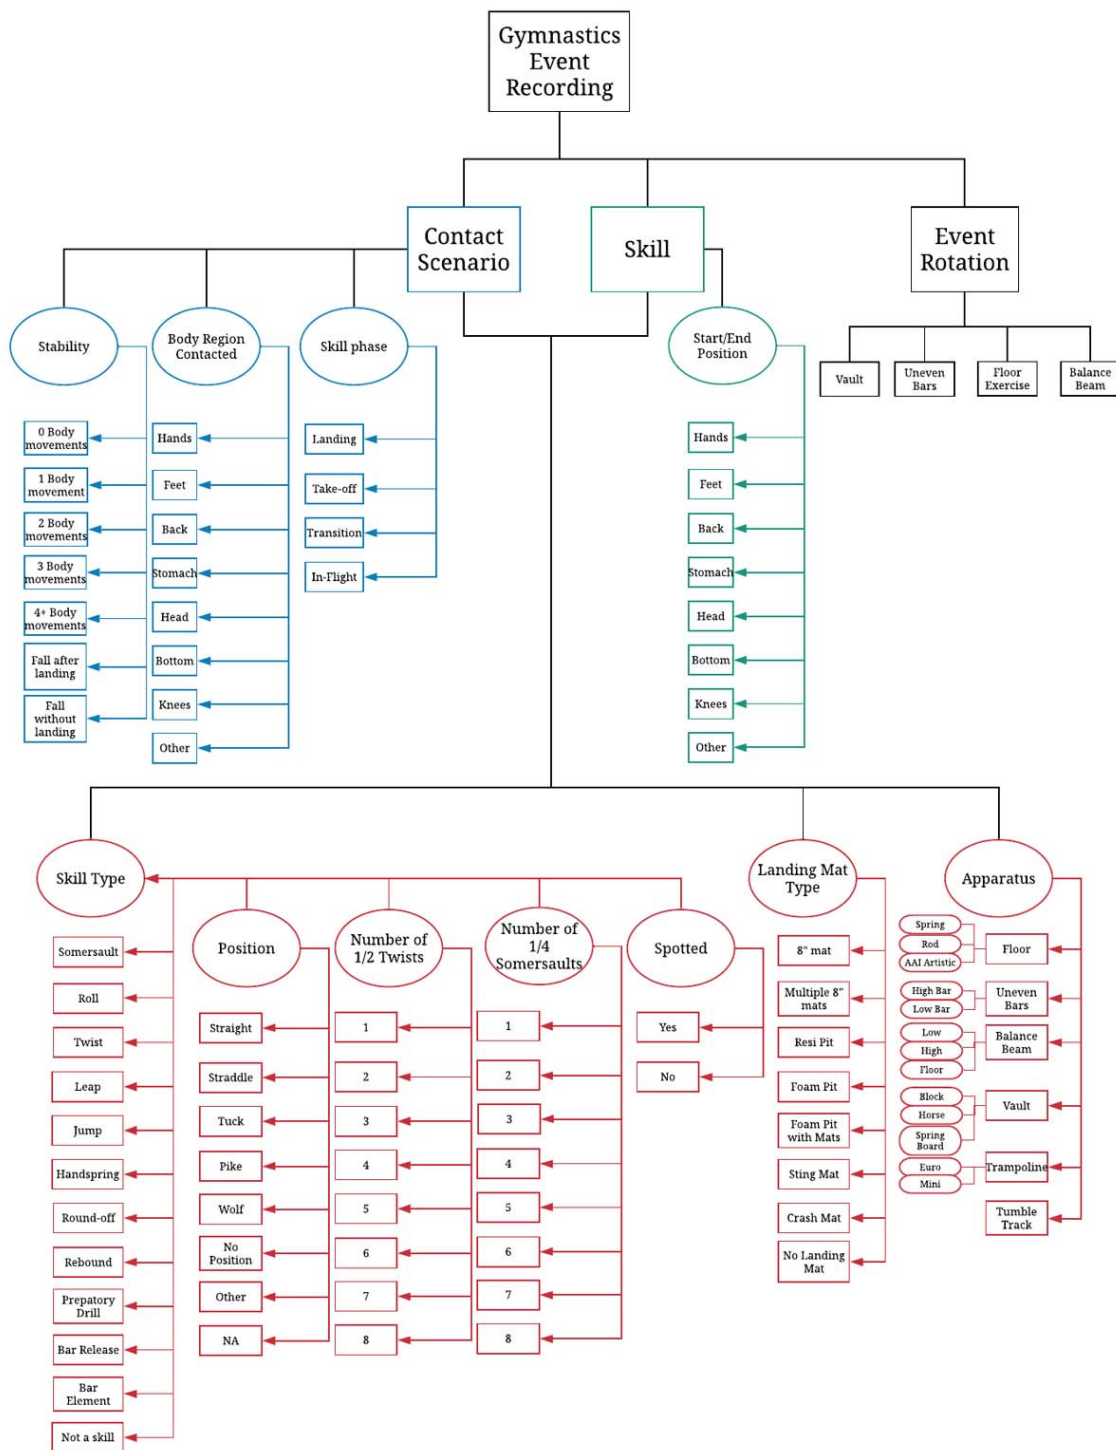 Gymnastics
Event
Recording
Contact
Scenario
Skill
Event
Rotation
Stability
Body Region
Contacted
Skill phase
Start/End
Position
Vault
Uneven
Bars
Floor
Exercise
Balance
Beam
0 Body
movements
1 Body
movement
2 Body
movements
3 Body
movements
4+ Body
movements
Fall after
landing
Fall
without
landing
Hands
Feet
Back
Stomach
Head
Bottom
Knees
Other
Landing
Take-off
Transition
In-Flight
Hands
Feet
Back
Stomach
Head
Bottom
Knees
Other
Skill Type
Somersault
Roll
Twist
Leap
Jump
Handspring
Round-off
Rebound
Prepatory
Drill
Bar Release
Bar
Element
Not a skill
Position
Straight
Straddle
Tuck
Pike
Wolf
No
Position
Other
NA
Number of
1/2 Twists
1
2
3
4
5
6
7
8
Number of
1/4
Somersaults
1
2
3
4
5
6
7
8
Spotted
Yes
No
Landing Mat
Type
8" mat
Multiple 8"
mats
Resi Pit
Foam Pit
Foam Pit
with Mats
Sting Mat
Crash Mat
No Landing
Mat
Apparatus
Spring
Rod
AAI Artistic
Floor
High Bar
Low Bar
Uneven
Bars
Low
High
Floor
Balance
Beam
Block
Horse
Spring
Board
Vault
Euro
Mini
Trampoline
Tumble
Track